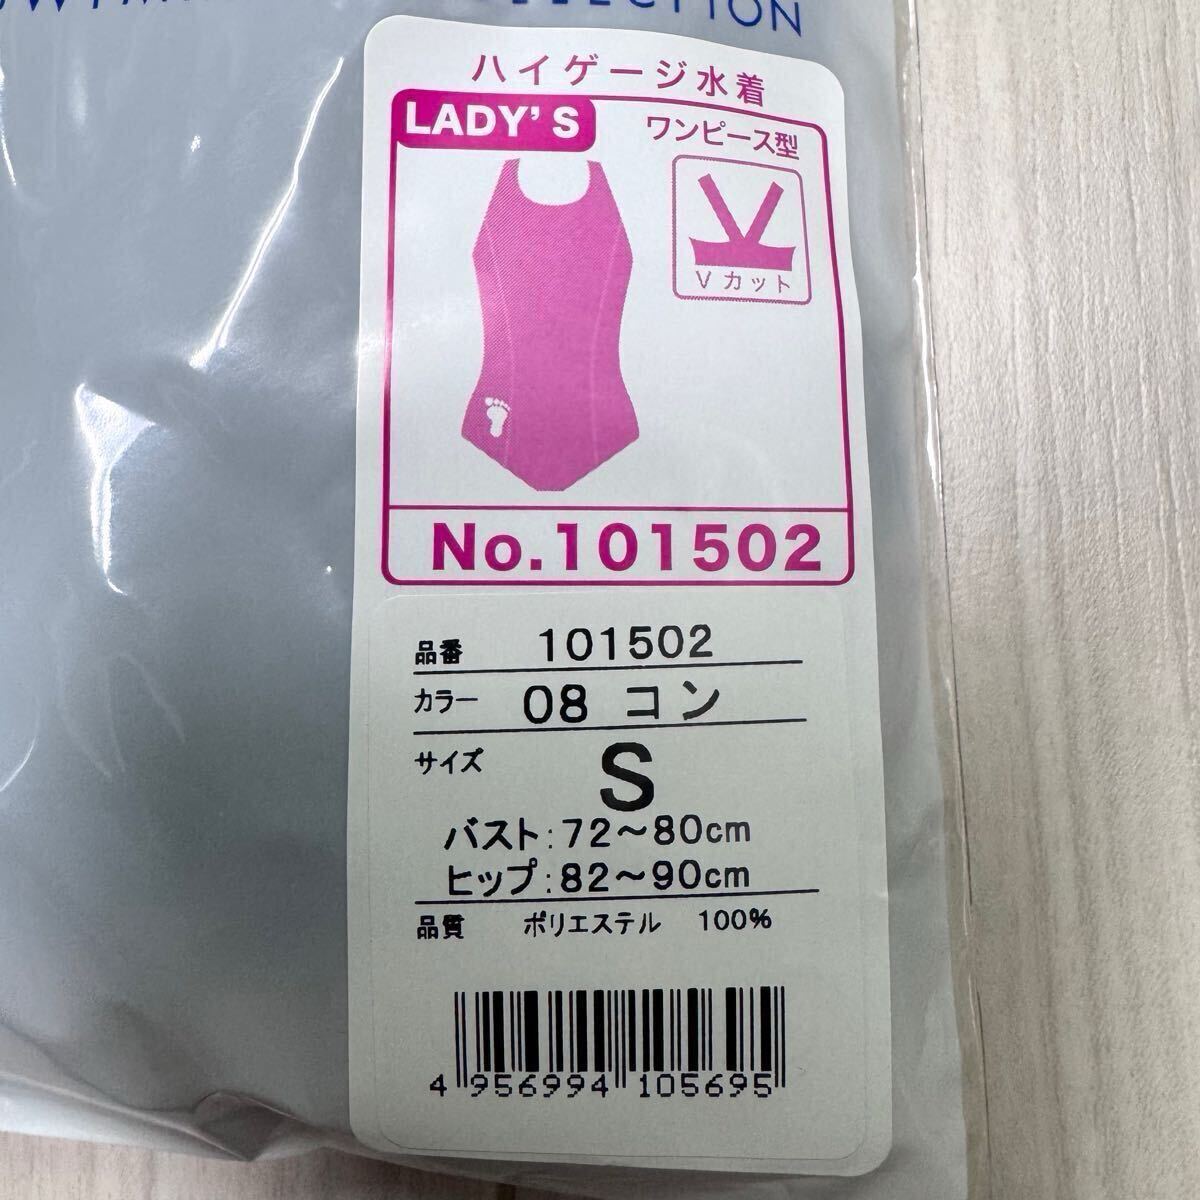 ハイゲージ水着
LADY'S
ワンピース型
Vカット
No.101502
品番 101502
カラー 08 コン
サイズ S
バスト:72～80cm
ヒップ:82～90cm
品質 ポリエステル 100%
4 956994 105695